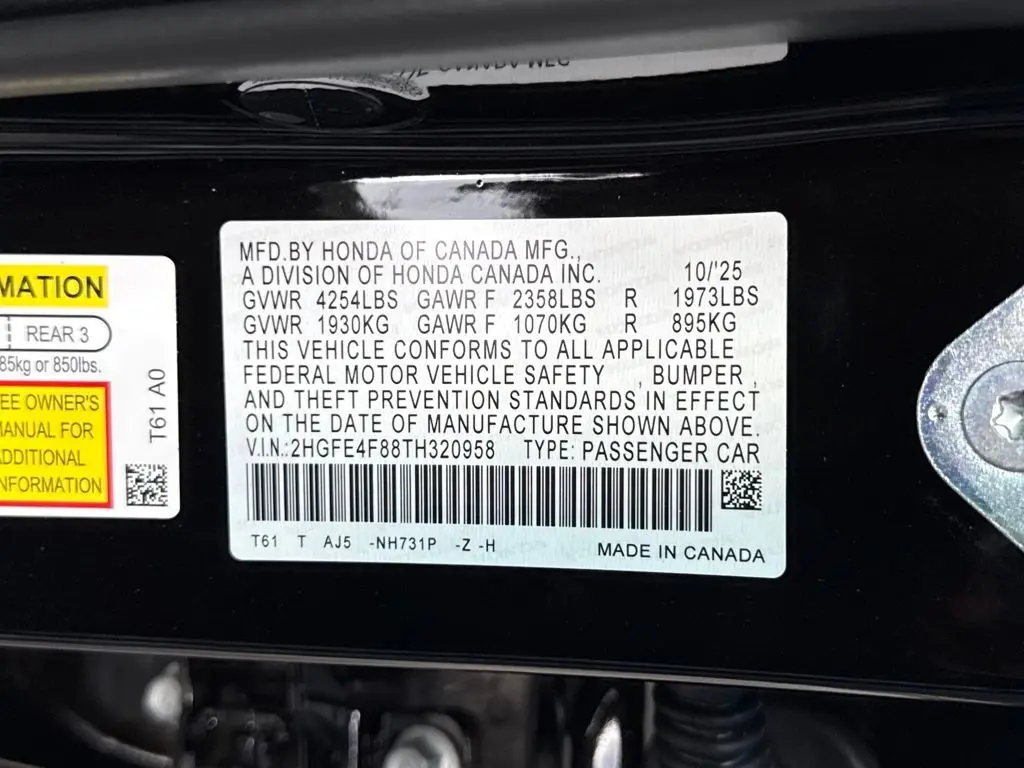 MFD.BY HONDA OF CANADA MFG.,
A DIVISION OF HONDA CANADA INC. 10/'25
GVWR 4254LBS GAWR F 2358LBS R 1973LBS
GVWR 1930KG GAWR F 1070KG R 895KG
THIS VEHICLE CONFORMS TO ALL APPLICABLE
FEDERAL MOTOR VEHICLE SAFETY , BUMPER ,
AND THEFT PREVENTION STANDARDS IN EFFECT
ON THE DATE OF MANUFACTURE SHOWN ABOVE.
V.I.N.:2HGFE4F88TH320958 TYPE: PASSENGER CAR
T61 T AJ5 -NH731P -Z -H MADE IN CANADA
MATION
REAR 3
85kg or 850lbs.
EE OWNER'S
MANUAL FOR
ADDITIONAL
NFORMATION
T61 A0